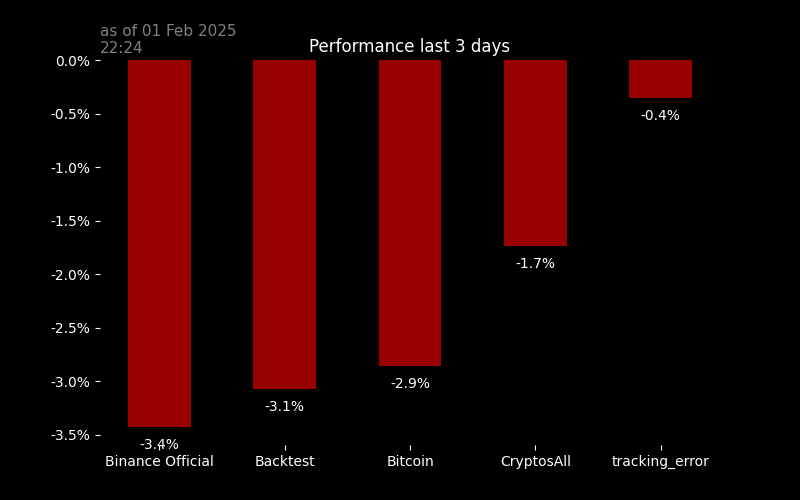 as of 01 Feb 2025
22:24
Performance last 3 days
0.0%
-0.5%
-1.0%
-1.5%
-2.0%
-2.5%
-3.0%
-3.5%
-3.4%
-3.1%
-2.9%
-1.7%
-0.4%
Binance Official
Backtest
Bitcoin
CryptosAll
tracking_error